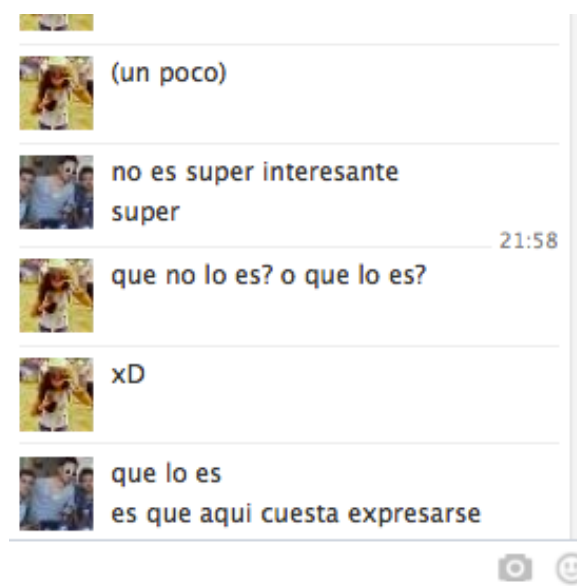 (un poco)
no es super interesante
super
21:58
que no lo es? o que lo es?
xD
que lo es
es que aqui cuesta expresarse